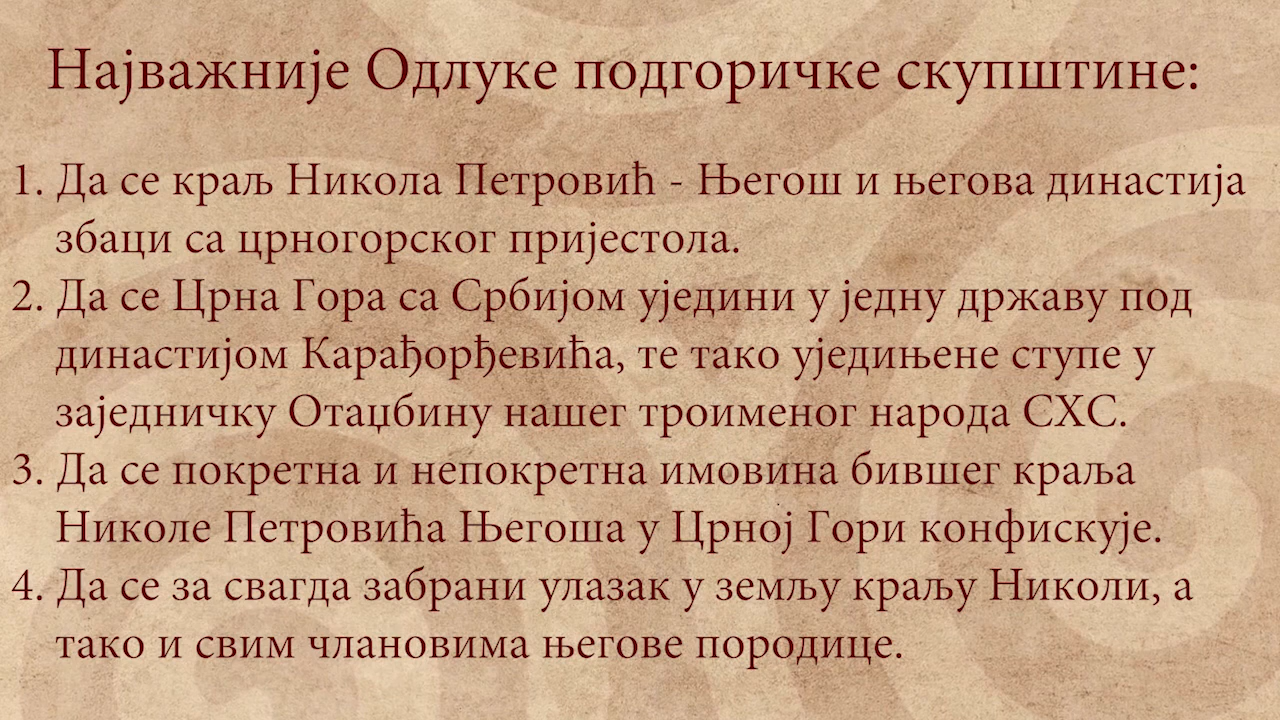 Најважније Одлуке подгоричке скупштине:
1. Да се краљ Никола Петровић - Његош и његова династија
збаци са црногорског пријестола.
2. Да се Црна Гора са Србијом уједини у једну државу под
династијом Карађорђевића, те тако уједињене ступе у
заједничку Отаџбину нашег троименог народа СХС.
3. Да се покретна и непокретна имовина бившег краља
Николе Петровића Његоша у Црној Гори конфискује.
4. Да се за свагда забрани улазак у земљу краљу Николи, а
тако и свим члановима његове породице.